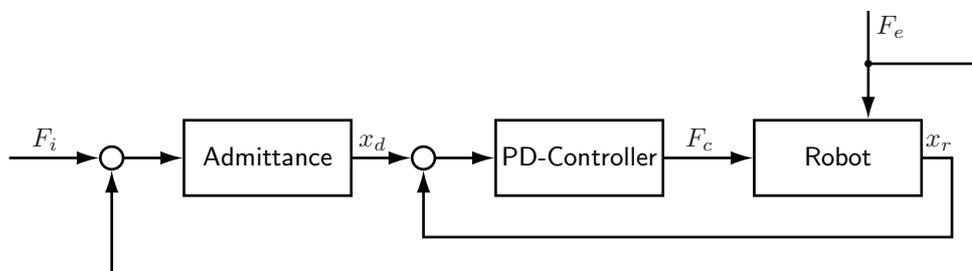 F_e
F_i
Admittance
x_d
PD-Controller
F_c
Robot
x_r